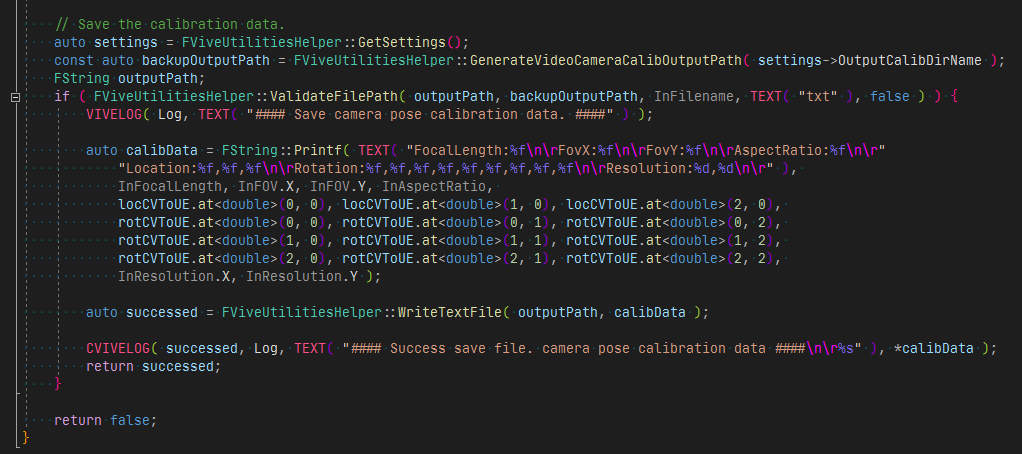 // Save the calibration data.
auto settings = FViveUtilitiesHelper::GetSettings();
const auto backupOutputPath = FViveUtilitiesHelper::GenerateVideoCameraCalibOutputPath( settings->OutputCalibDirName );
FString outputPath;
if ( FViveUtilitiesHelper::ValidateFilePath( outputPath, backupOutputPath, InFilename, TEXT( "txt" ), false ) ) {
VIVELOG( Log, TEXT( "#### Save camera pose calibration data. ####" ) );
auto calibData = FString::Printf( TEXT( "FocalLength:%f\n\rFovX:%f\n\rFovY:%f\n\rAspectRatio:%f\n\r"
"Location:%f,%f,%f\n\rRotation:%f,%f,%f,%f,%f,%f,%f,%f,%f\n\rResolution:%d,%d\n\r" ),
InFocalLength, InFOV.X, InFOV.Y, InAspectRatio,
locCVToUE.at<double>(0, 0), locCVToUE.at<double>(1, 0), locCVToUE.at<double>(2, 0),
rotCVToUE.at<double>(0, 0), rotCVToUE.at<double>(0, 1), rotCVToUE.at<double>(0, 2),
rotCVToUE.at<double>(1, 0), rotCVToUE.at<double>(1, 1), rotCVToUE.at<double>(1, 2),
rotCVToUE.at<double>(2, 0), rotCVToUE.at<double>(2, 1), rotCVToUE.at<double>(2, 2),
InResolution.X, InResolution.Y );
auto successed = FViveUtilitiesHelper::WriteTextFile( outputPath, calibData );
CVIVELOG( successed, Log, TEXT( "#### Success save file. camera pose calibration data ####\n\r%s" ), *calibData );
return successed;
}
return false;
}